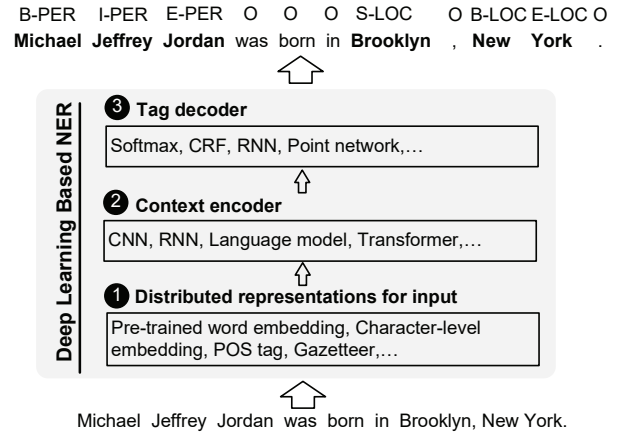 B-PER I-PER E-PER O O O S-LOC O B-LOC E-LOC O
Michael Jeffrey Jordan was born in Brooklyn , New York .
Deep Learning Based NER
3 Tag decoder
Softmax, CRF, RNN, Point network,…
2 Context encoder
CNN, RNN, Language model, Transformer,…
1 Distributed representations for input
Pre-trained word embedding, Character-level
embedding, POS tag, Gazetteer,…
Michael Jeffrey Jordan was born in Brooklyn, New York.